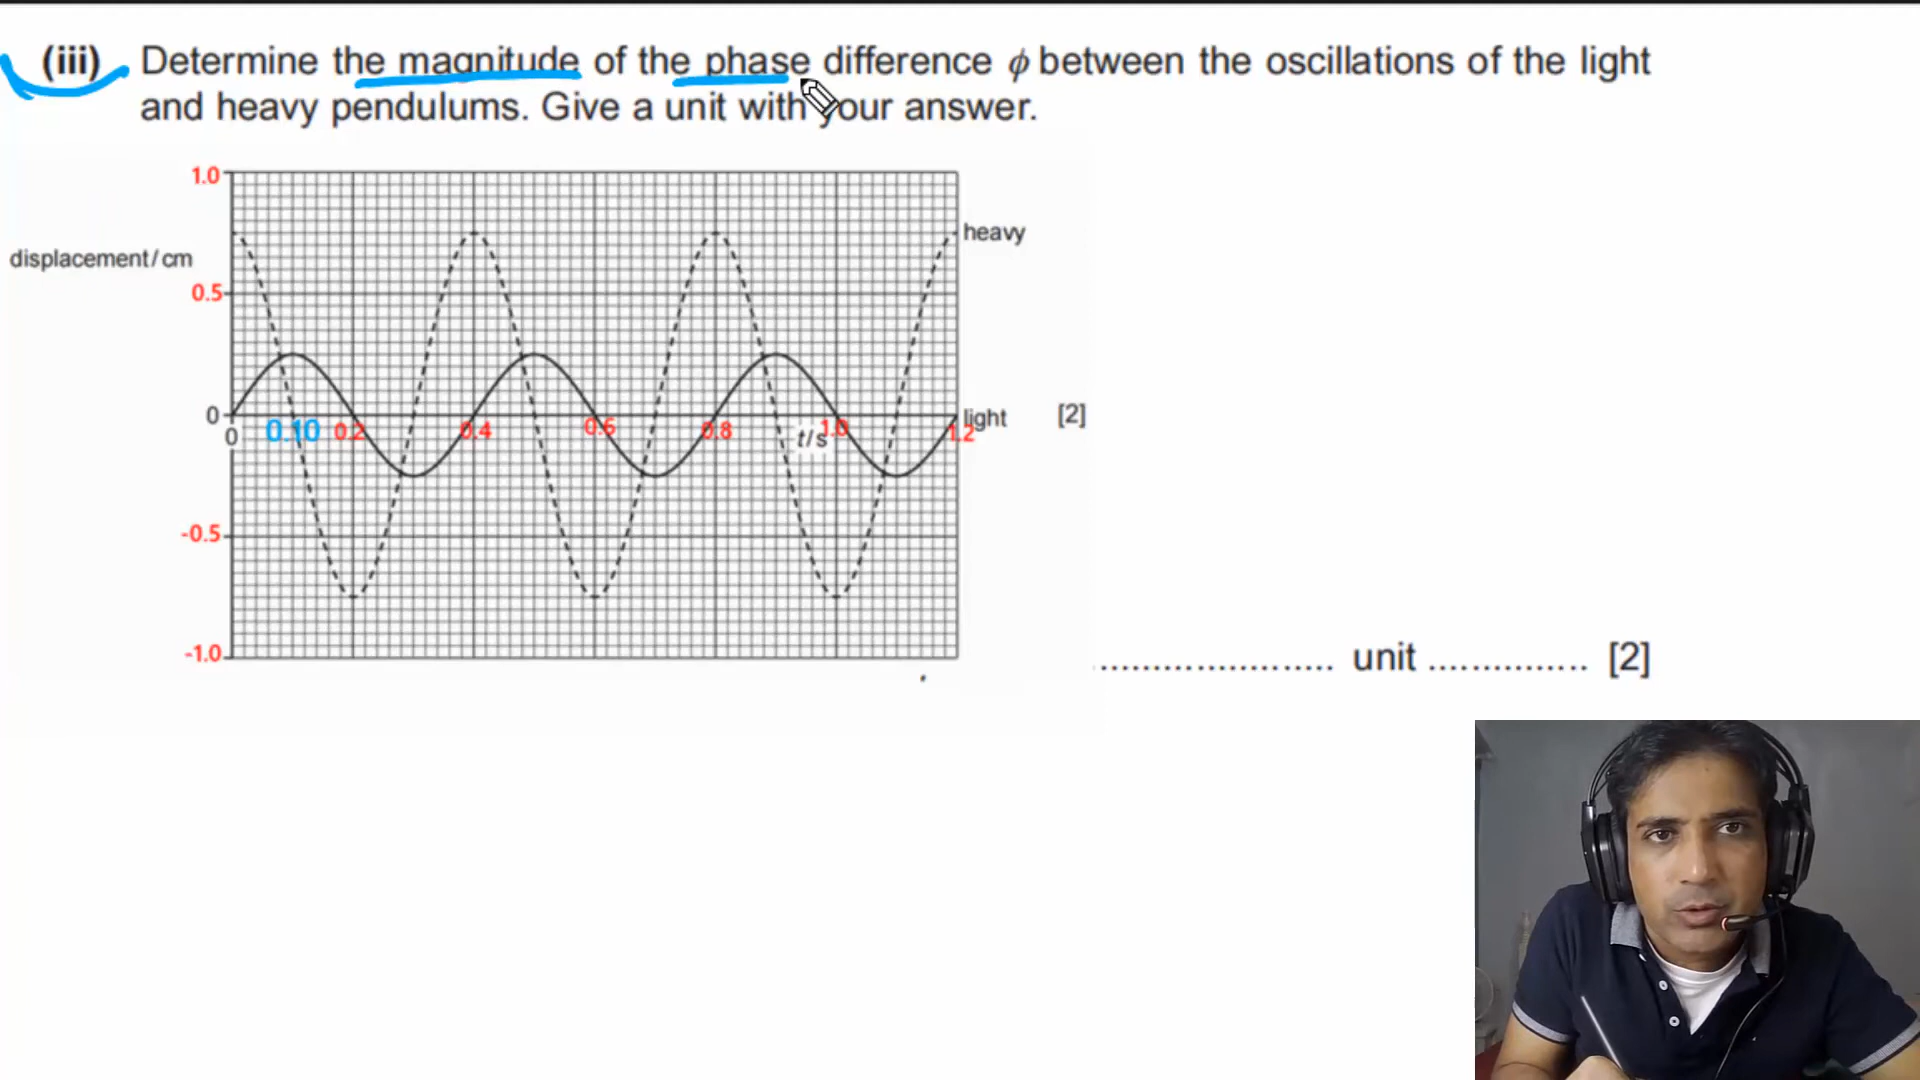 (iii) Determine the magnitude of the phase difference ϕ between the oscillations of the light
and heavy pendulums. Give a unit with your answer.
1.0
heavy
displacement/cm
0.5
0
light
[2]
0
0.10
0.2
0.4
0.6
0.8
t/s
1.0
1.2
-0.5
-1.0
...................... unit ............... [2]